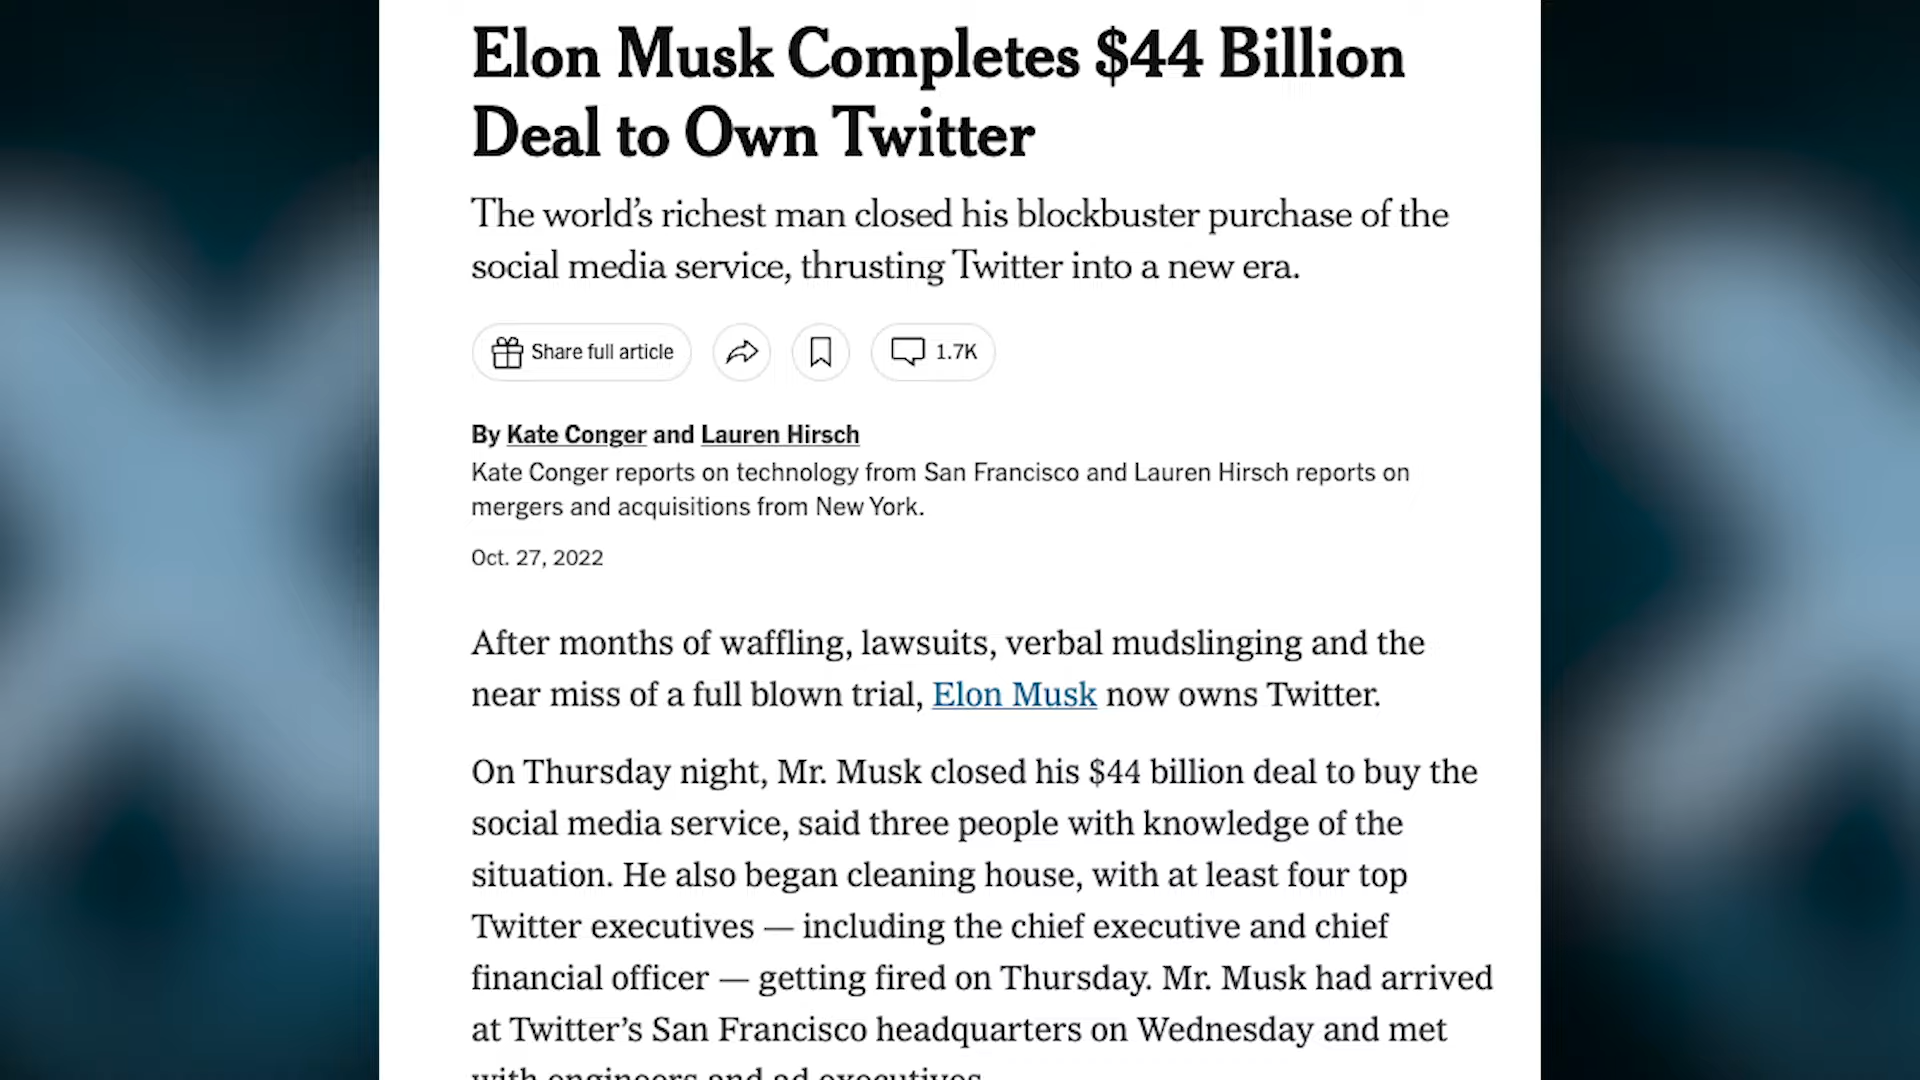 Elon Musk Completes $44 Billion
Deal to Own Twitter
The world’s richest man closed his blockbuster purchase of the
social media service, thrusting Twitter into a new era.
Share full article
1.7K
By Kate Conger and Lauren Hirsch
Kate Conger reports on technology from San Francisco and Lauren Hirsch reports on
mergers and acquisitions from New York.
Oct. 27, 2022
After months of waffling, lawsuits, verbal mudslinging and the
near miss of a full blown trial, Elon Musk now owns Twitter.
On Thursday night, Mr. Musk closed his $44 billion deal to buy the
social media service, said three people with knowledge of the
situation. He also began cleaning house, with at least four top
Twitter executives — including the chief executive and chief
financial officer — getting fired on Thursday. Mr. Musk had arrived
at Twitter’s San Francisco headquarters on Wednesday and met
with engineers and ad executives.